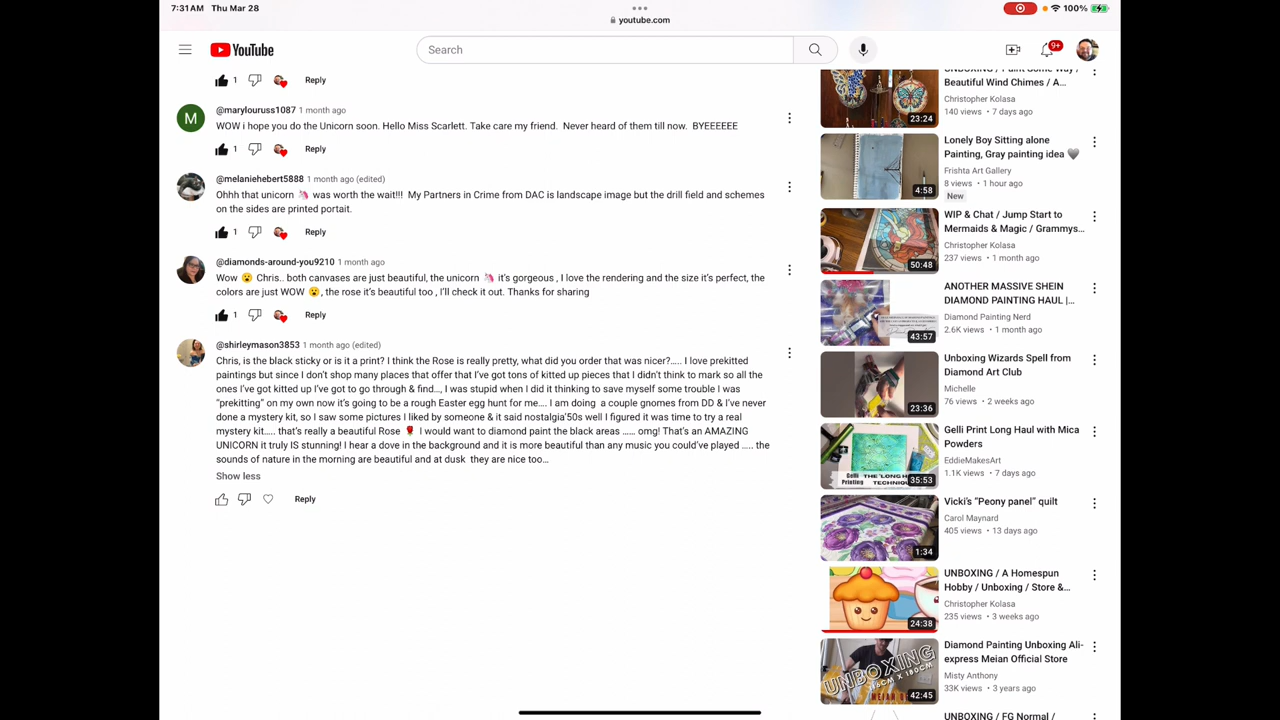 7:31AM Thu Mar 28
100%
youtube.com
YouTube
Search
9+
1 Reply
@marylouruss1087 1 month ago
WOW i hope you do the Unicorn soon. Hello Miss Scarlett. Take care my friend. Never heard of them till now. BYEEEEE
1 Reply
@melaniehebert5888 1 month ago (edited)
Ohhh that unicorn 🦄 was worth the wait!!! My Partners in Crime from DAC is landscape image but the drill field and schemes
on the sides are printed portait.
1 Reply
@diamonds-around-you9210 1 month ago
Wow 😮 Chris.. both canvases are just beautiful, the unicorn 🦄 it's gorgeous , I love the rendering and the size it's perfect, the
colors are just WOW 😮, the rose it's beautiful too , I'll check it out. Thanks for sharing
1 Reply
@shirleymason3853 1 month ago (edited)
Chris, is the black sticky or is it a print? I think the Rose is really pretty, what did you order that was nicer?..... I love prekitted
paintings but since I don't shop many places that offer that I've got tons of kitted up pieces that I didn't think to mark so all the
ones I've got kitted up I've got to go through & find..., I was stupid when I did it thinking to save myself some trouble I was
"prekitting" on my own now it's going to be a rough Easter egg hunt for me.... I am doing a couple gnomes from DD & I've never
done a mystery kit, so I saw some pictures I liked by someone & it said nostalgia'50s well I figured it was time to try a real
mystery kit..... that's really a beautiful Rose 🌹 I would want to diamond paint the black areas ...... omg! That's an AMAZING
UNICORN it truly IS stunning! I hear a dove in the background and it is more beautiful than any music you could've played ..... the
sounds of nature in the morning are beautiful and at dusk they are nice too...
Show less
Reply
Beautiful Wind Chimes / A...
Christopher Kolasa
140 views • 7 days ago
23:24
Lonely Boy Sitting alone
Painting, Gray painting idea 🩶
Frishta Art Gallery
8 views • 1 hour ago
New
4:58
WIP & Chat / Jump Start to
Mermaids & Magic / Grammys...
Christopher Kolasa
237 views • 1 month ago
50:48
ANOTHER MASSIVE SHEIN
DIAMOND PAINTING HAUL |...
Diamond Painting Nerd
2.6K views • 1 month ago
43:57
Unboxing Wizards Spell from
Diamond Art Club
Michelle
76 views • 2 weeks ago
23:36
Gelli Print Long Haul with Mica
Powders
EddieMakesArt
1.1K views • 7 days ago
Gelli
Printing
35:53
Vicki's "Peony panel" quilt
Carol Maynard
405 views • 13 days ago
1:34
UNBOXING / A Homespun
Hobby / Unboxing / Store &...
Christopher Kolasa
235 views • 3 weeks ago
24:38
Diamond Painting Unboxing Ali-
express Meian Official Store
Misty Anthony
33K views • 3 years ago
UNBOXING
42:45
UNBOXING / FG Normal /